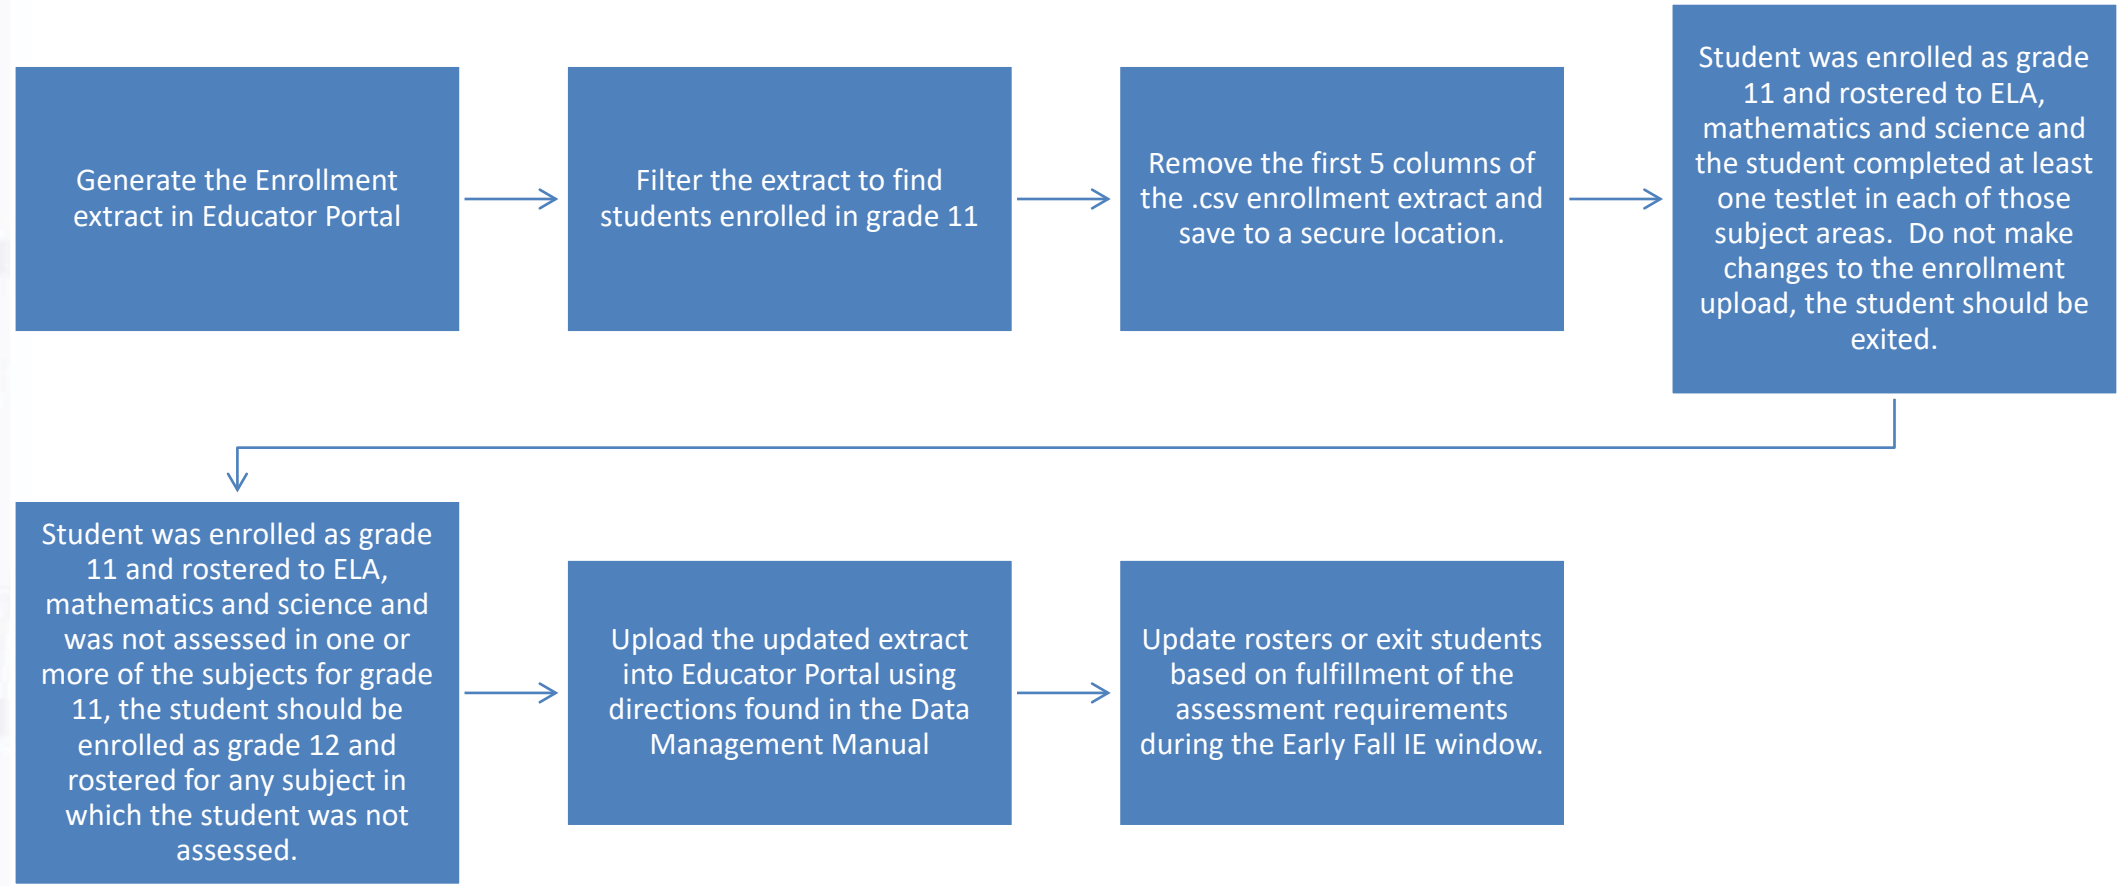 Generate the Enrollment
extract in Educator Portal
Filter the extract to find
students enrolled in grade 11
Remove the first 5 columns of
the .csv enrollment extract and
save to a secure location.
Student was enrolled as grade
11 and rostered to ELA,
mathematics and science and
the student completed at least
one testlet in each of those
subject areas.  Do not make
changes to the enrollment
upload, the student should be
exited.
Student was enrolled as grade
11 and rostered to ELA,
mathematics and science and
was not assessed in one or
more of the subjects for grade
11, the student should be
enrolled as grade 12 and
rostered for any subject in
which the student was not
assessed.
Upload the updated extract
into Educator Portal using
directions found in the Data
Management Manual
Update rosters or exit students
based on fulfillment of the
assessment requirements
during the Early Fall IE window.